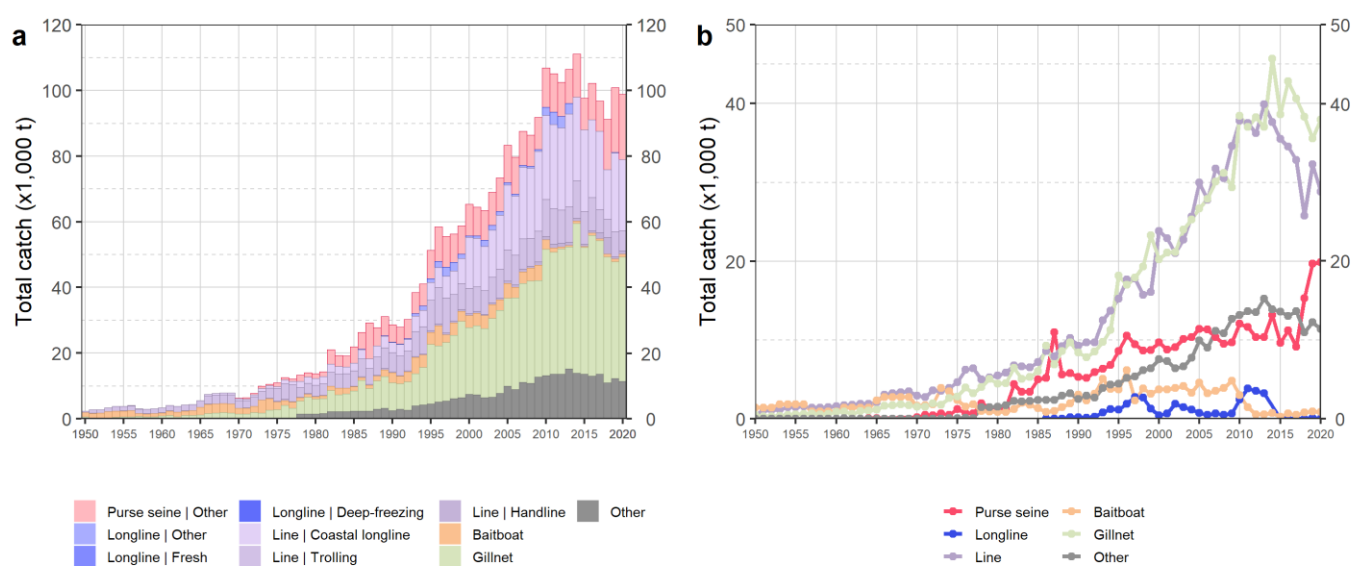 a
Total catch (x1,000 t)
120
100
80
60
40
20
0
120
100
80
60
40
20
0
1950 1955 1960 1965 1970 1975 1980 1985 1990 1995 2000 2005 2010 2015 2020
Purse seine | Other
Longline | Deep-freezing
Line | Handline
Other
Longline | Other
Line | Coastal longline
Baitboat
Longline | Fresh
Line | Trolling
Gillnet
b
Total catch (x1,000 t)
50
40
20
0
50
40
20
0
1950 1955 1960 1965 1970 1975 1980 1985 1990 1995 2000 2005 2010 2015 2020
Purse seine
Baitboat
Longline
Gillnet
Line
Other